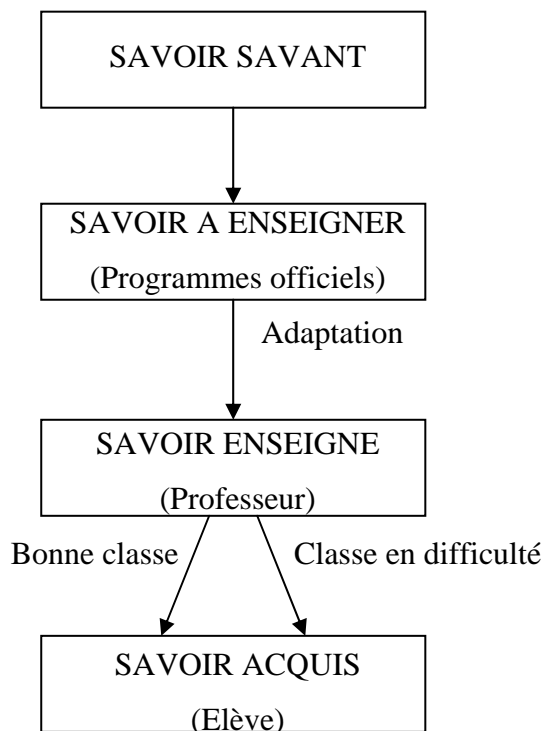 SAVOIR SAVANT
SAVOIR A ENSEIGNER
(Programmes officiels)
Adaptation
SAVOIR ENSEIGNE
(Professeur)
Bonne classe
Classe en difficulté
SAVOIR ACQUIS
(Elève)